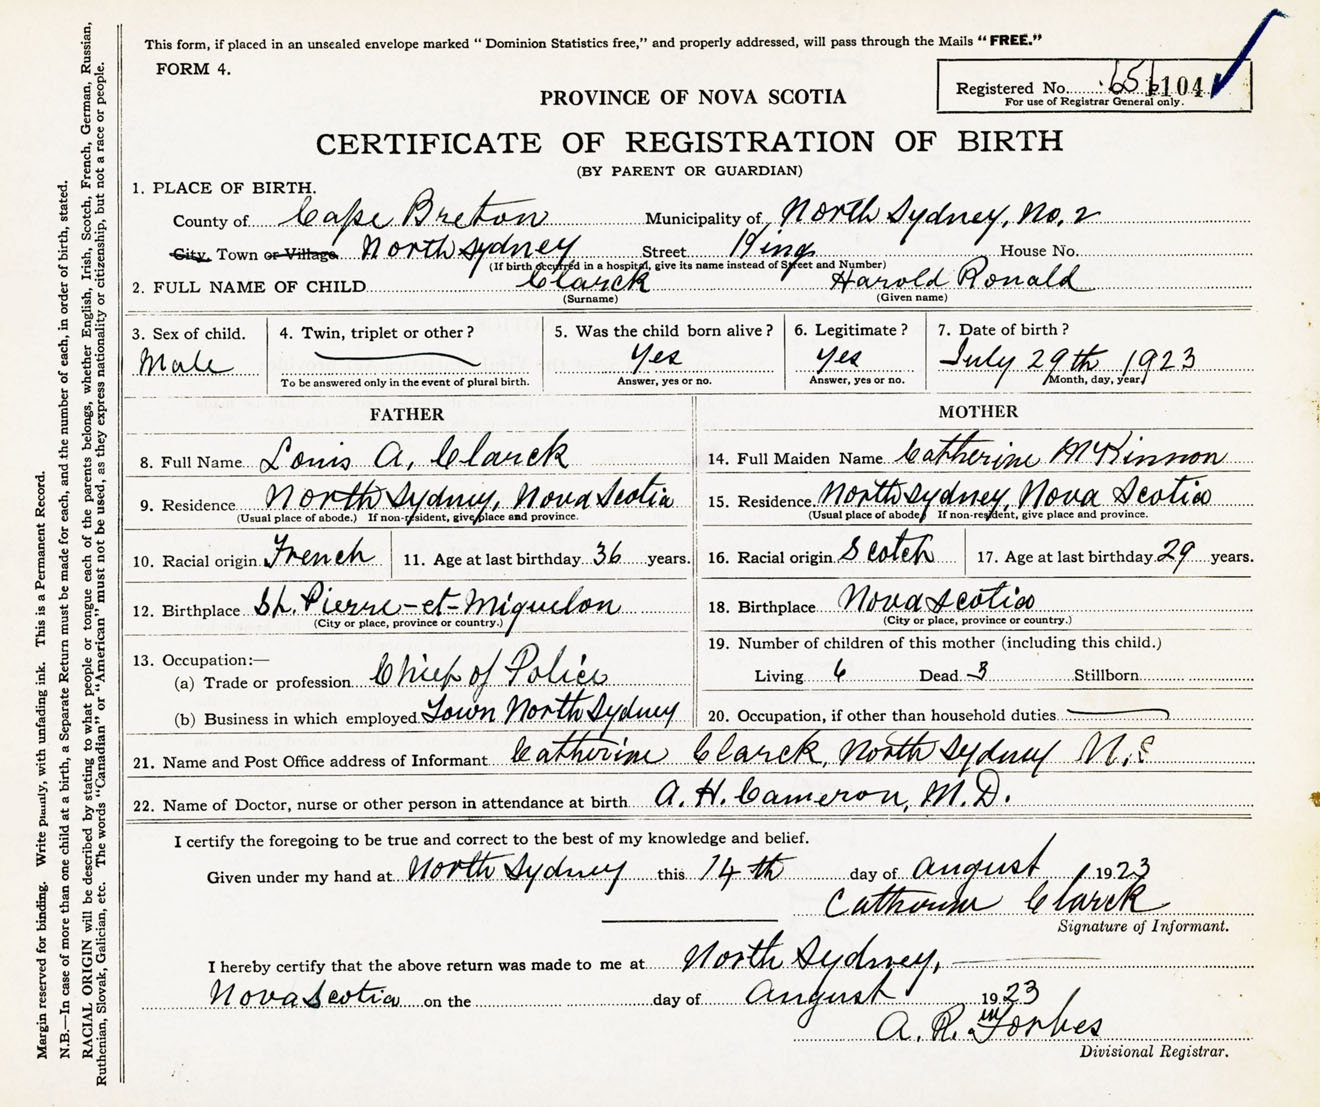 This form, if placed in an unsealed envelope marked “ Dominion Statistics free,” and properly addressed, will pass through the Mails “ FREE.”
FORM 4.
Registered No. 104
For use of Registrar General only.
PROVINCE OF NOVA SCOTIA
CERTIFICATE OF REGISTRATION OF BIRTH
(BY PARENT OR GUARDIAN)
1. PLACE OF BIRTH.
County of Cape Breton Municipality of North Sydney, No, 2
City, Town or Village North Sydney Street King House No.
(If birth occurred in a hospital, give its name instead of Street and Number)
2. FULL NAME OF CHILD Clarck Harold Ronald
(Surname) (Given name)
3. Sex of child. 4. Twin, triplet or other ? 5. Was the child born alive ? 6. Legitimate ? 7. Date of birth ?
Male Yes Yes July 29th 1923
To be answered only in the event of plural birth. Answer, yes or no. Answer, yes or no. Month, day, year
FATHER MOTHER
8. Full Name Louis A, Clarck 14. Full Maiden Name Catherine McKinnon
9. Residence North Sydney, Nova Scotia 15. Residence North Sydney, Nova Scotia
(Usual place of abode.) If non-resident, give place and province. (Usual place of abode) If non-resident, give place and province.
10. Racial origin French 11. Age at last birthday 36 years. 16. Racial origin Scotch 17. Age at last birthday 29 years.
12. Birthplace St. Pierre-et-Miquelon 18. Birthplace Nova Scotia
(City or place, province or country.) (City or place, province or country.)
13. Occupation:— 19. Number of children of this mother (including this child.)
(a) Trade or profession Chief of Police Living 6 Dead 3 Stillborn
(b) Business in which employed Town North Sydney 20. Occupation, if other than household duties
21. Name and Post Office address of Informant Catherine Clarck, North Sydney N.S
22. Name of Doctor, nurse or other person in attendance at birth A. H. Cameron, M. D.
I certify the foregoing to be true and correct to the best of my knowledge and belief.
Given under my hand at North Sydney this 14th day of August 1923
Catherine Clarck
Signature of Informant.
I hereby certify that the above return was made to me at North Sydney,
Nova Scotia on the day of August 1923
A. R. Forbes
Divisional Registrar.
Margin reserved for binding. Write plainly, with unfading ink. This is a Permanent Record.
N.B.—In case of more than one child at a birth, a Separate Return must be made for each, and the number of each, in order of birth, stated.
RACIAL ORIGIN will be described by stating to what people or tongue each of the parents belongs, whether English, Irish, Scotch, French, German, Russian,
Ruthenian, Slovak, Galician, etc. The words “Canadian” or “American” must not be used, as they express nationality or citizenship, but not a race or people.